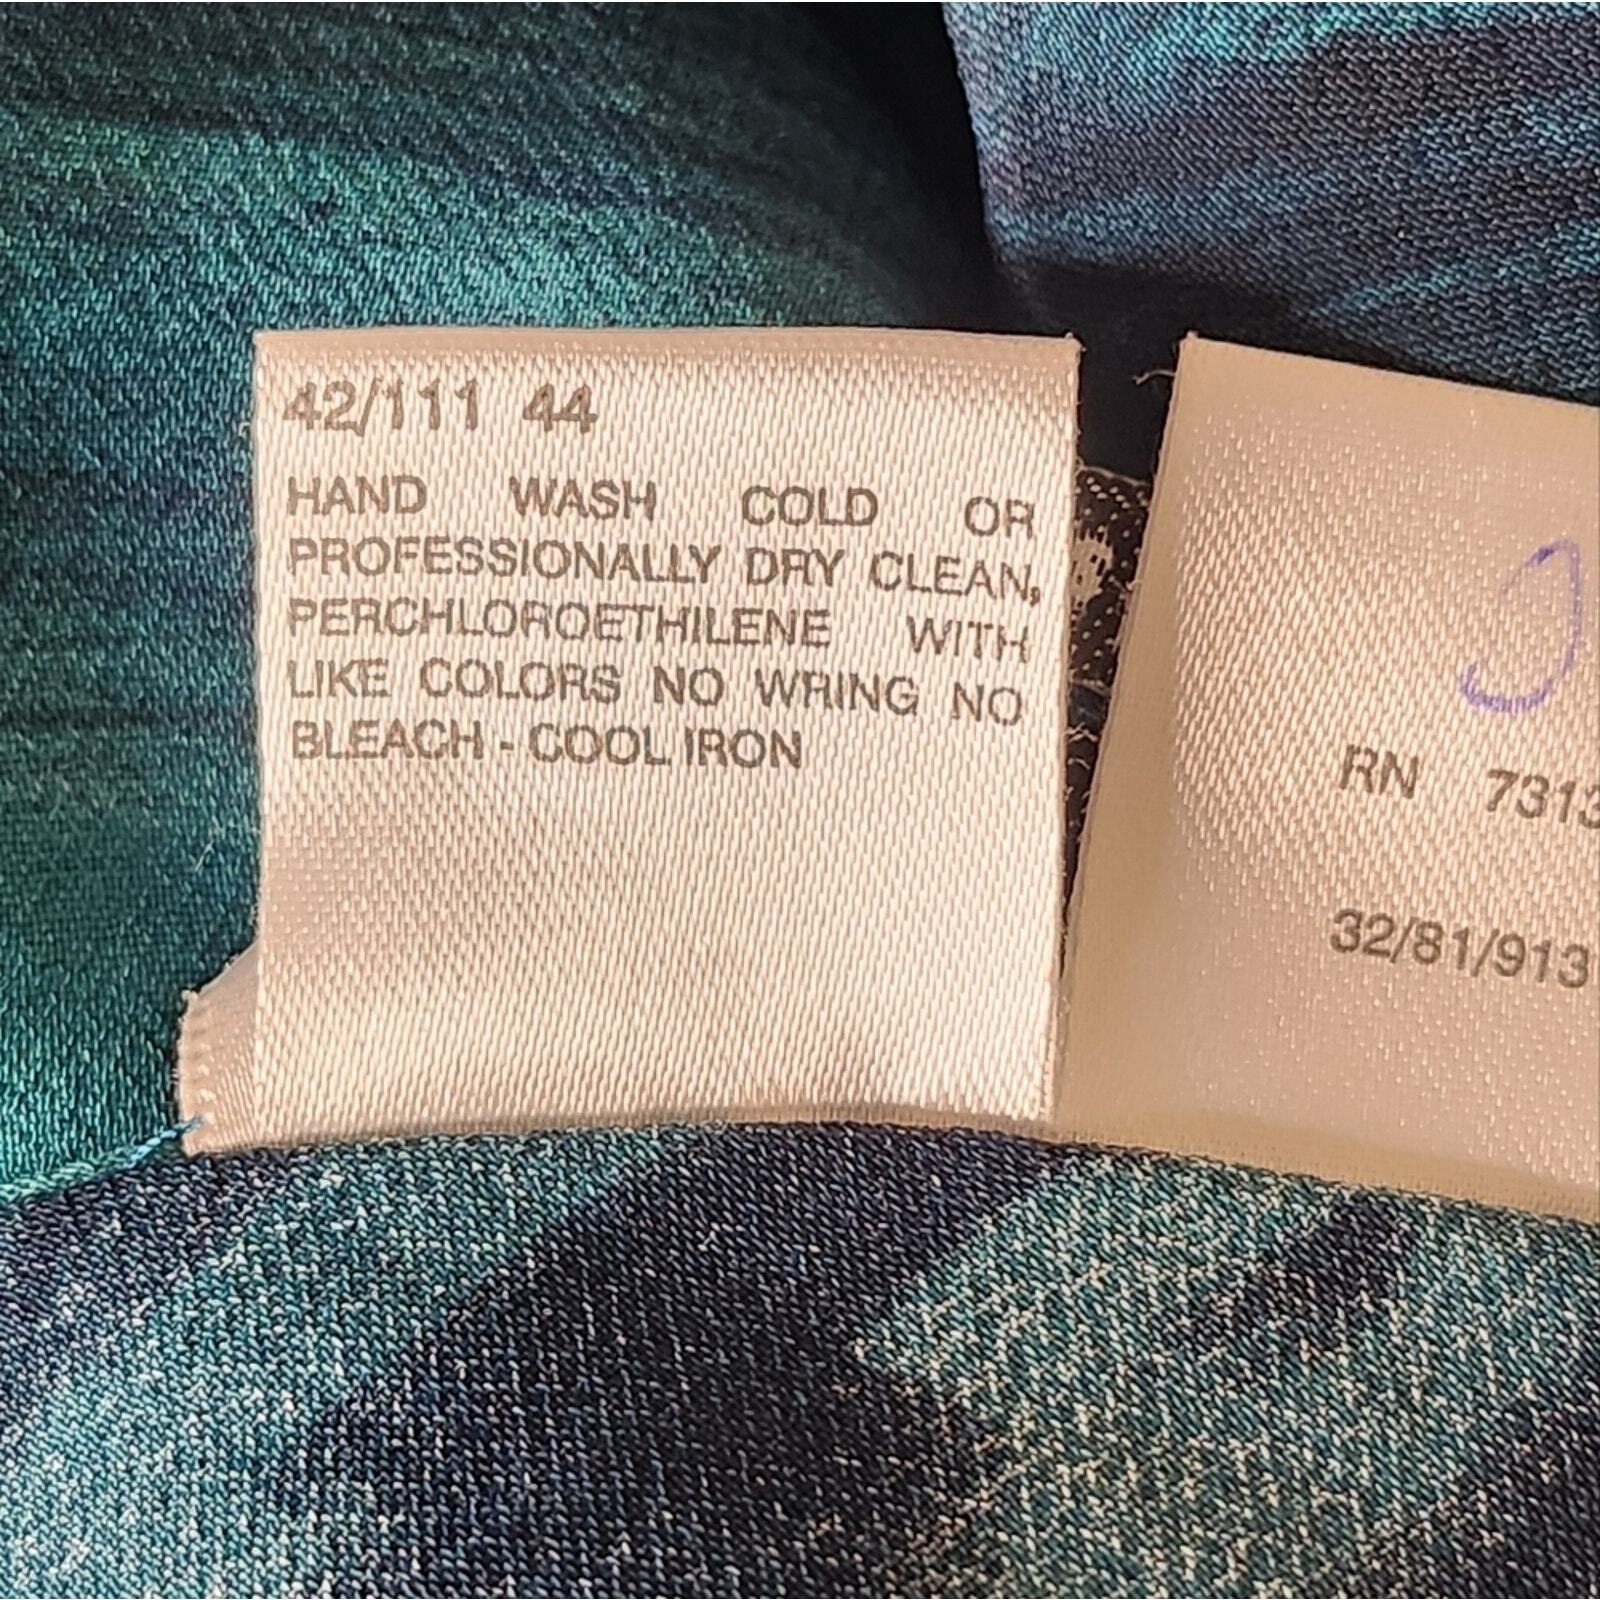 42/111 44
HAND WASH COLD OR
PROFESSIONALLY DRY CLEAN,
PERCHLOROETHILENE WITH
LIKE COLORS NO WRING NO
BLEACH - COOL IRON
RN 7313
32/81/913